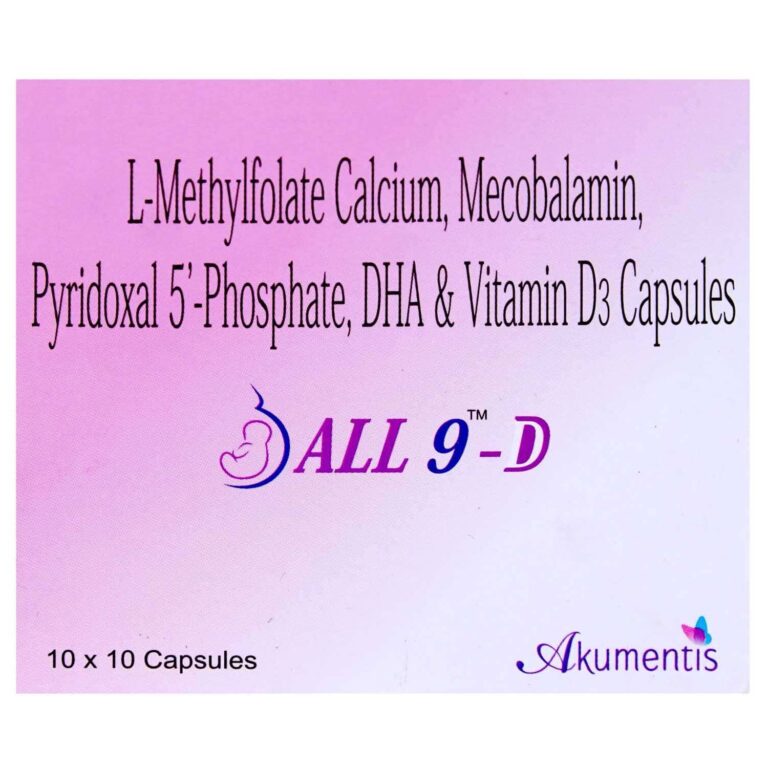 L-Methylfolate Calcium, Mecobalamin,
Pyridoxal 5'-Phosphate, DHA & Vitamin D3 Capsules
ALL 9™-D
10 x 10 Capsules
Akumentis